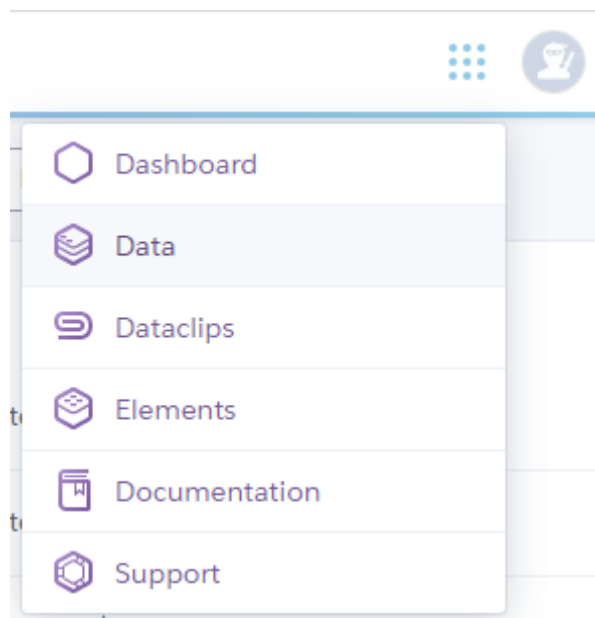 Dashboard
Data
Dataclips
Elements
Documentation
Support